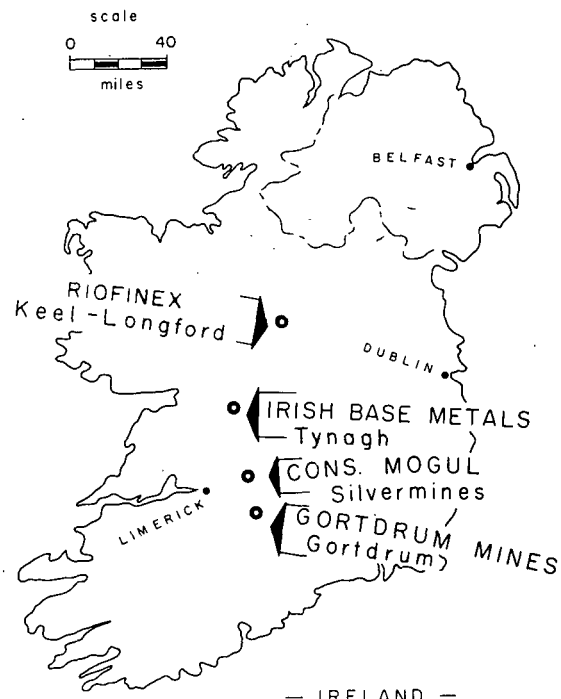 scale
0 40
miles
BELFAST
RIOFINEX
Keel-Longford
DUBLIN
IRISH BASE METALS
Tynagh
CONS. MOGUL
Silvermines
LIMERICK
GORTDRUM MINES
Gortdrum
— IRELAND —